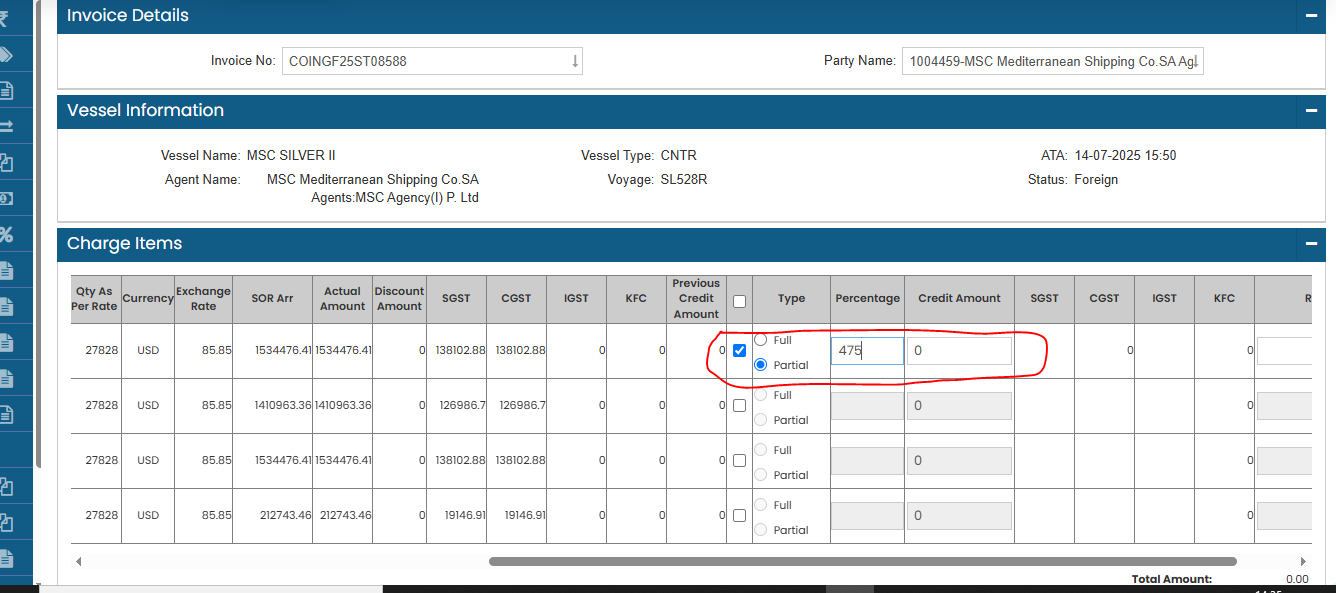 Invoice Details
Invoice No: COINGF25ST08588 Party Name: 1004459-MSC Mediterranean Shipping Co.SA Ag
Vessel Information
Vessel Name: MSC SILVER II Vessel Type: CNTR ATA: 14-07-2025 15:50
Agent Name: MSC Mediterranean Shipping Co.SA Voyage: SL528R Status: Foreign
Agents:MSC Agency(I) P. Ltd
Charge Items
Qty As Per Rate Currency Exchange Rate SOR Arr Actual Amount Discount Amount SGST CGST IGST KFC Previous Credit Amount Type Percentage Credit Amount SGST CGST IGST KFC R
27828 USD 85.85 1534476.41 1534476.41 0 138102.88 138102.88 0 0 0 Full Partial 475 0 0 0
27828 USD 85.85 1410963.36 1410963.36 0 126986.7 126986.7 0 0 0 Full Partial 0 0
27828 USD 85.85 1534476.41 1534476.41 0 138102.88 138102.88 0 0 0 Full Partial 0 0
27828 USD 85.85 212743.46 212743.46 0 19146.91 19146.91 0 0 0 Full Partial 0 0
Total Amount: 0.00